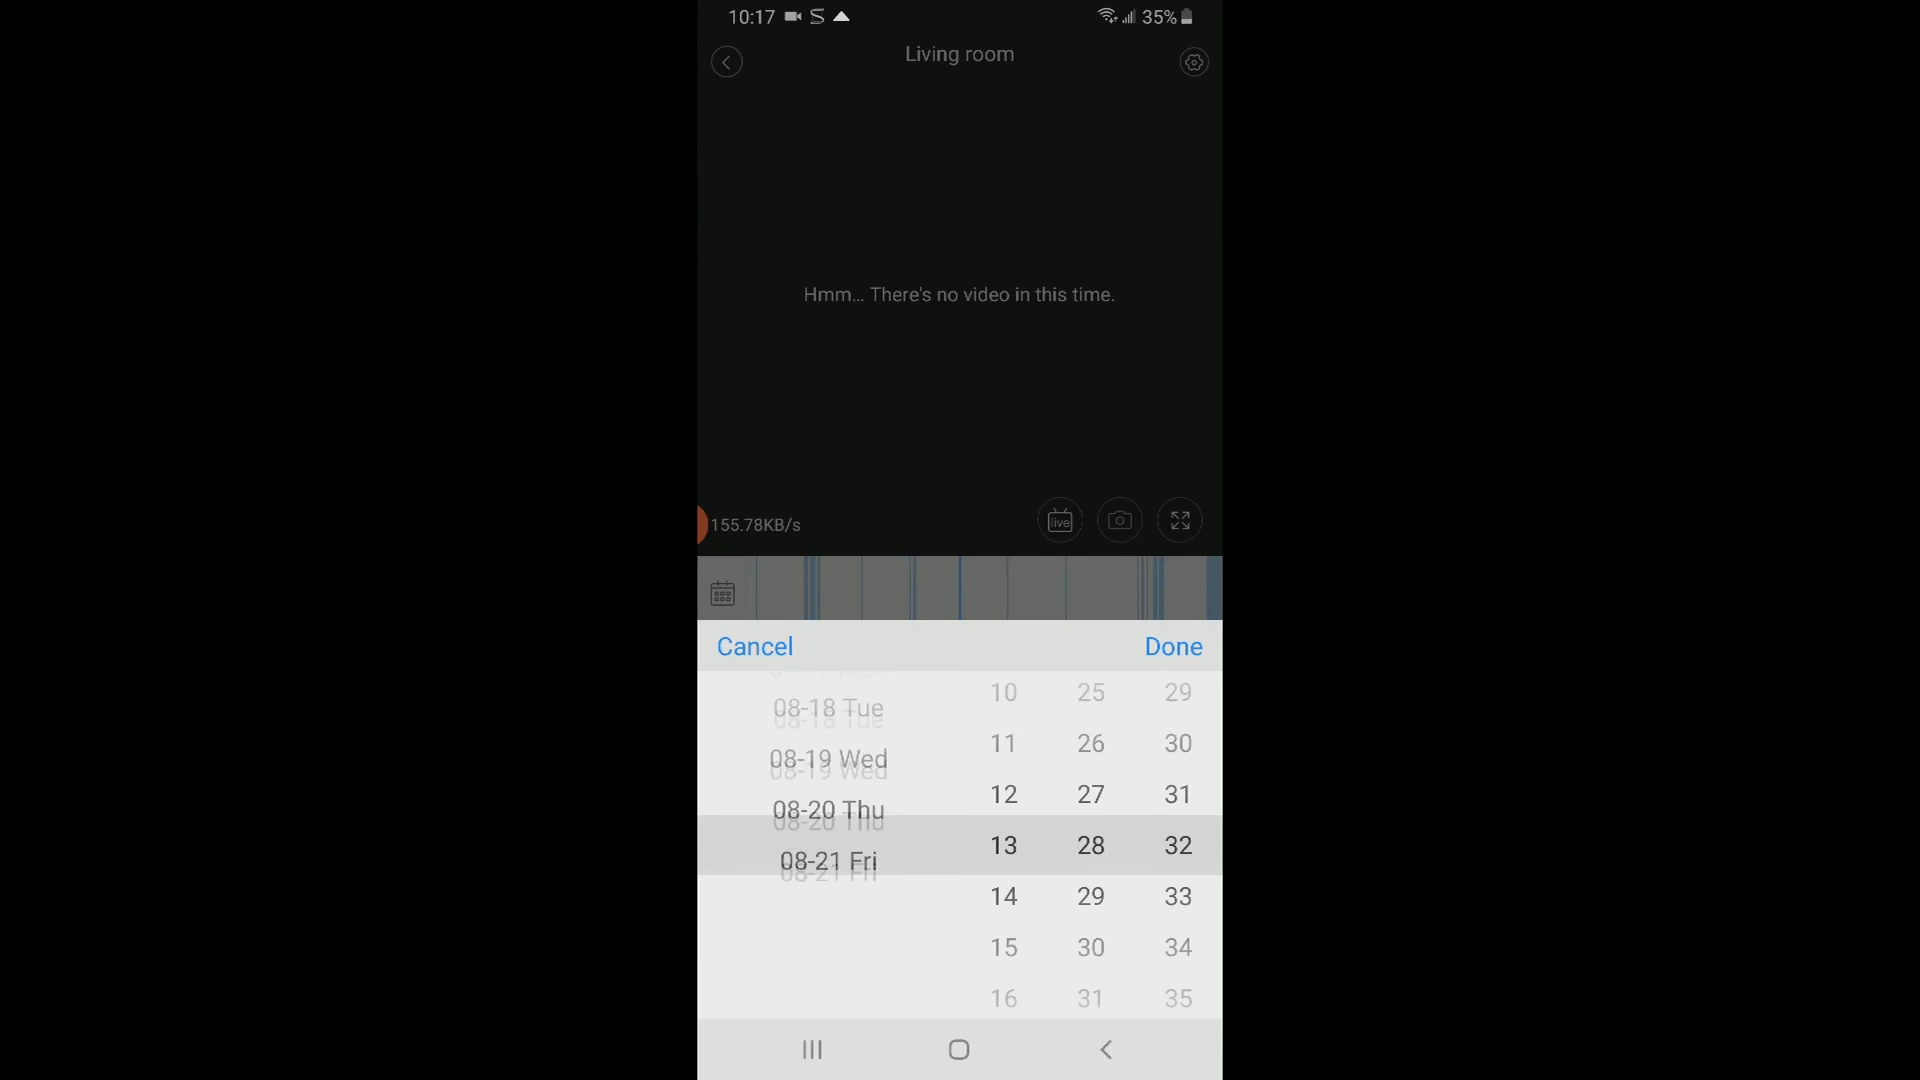 10:17 35%
Living room
Hmm... There's no video in this time.
155.78KB/s live
Cancel Done
08-18 Tue 10 25 29
08-19 Wed 11 26 30
08-20 Thu 12 27 31
08-21 Fri 13 28 32
14 29 33
15 30 34
16 31 35